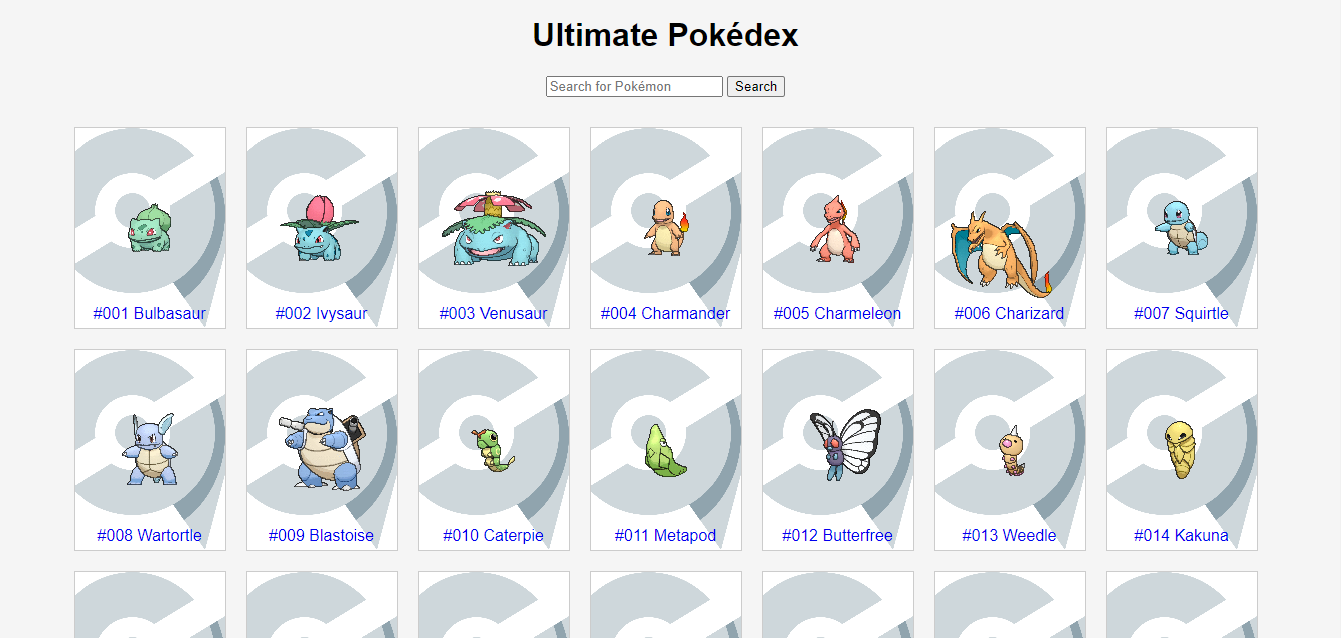 Ultimate Pokédex
Search for Pokémon Search
#001 Bulbasaur #002 Ivysaur #003 Venusaur #004 Charmander #005 Charmeleon #006 Charizard #007 Squirtle
#008 Wartortle #009 Blastoise #010 Caterpie #011 Metapod #012 Butterfree #013 Weedle #014 Kakuna